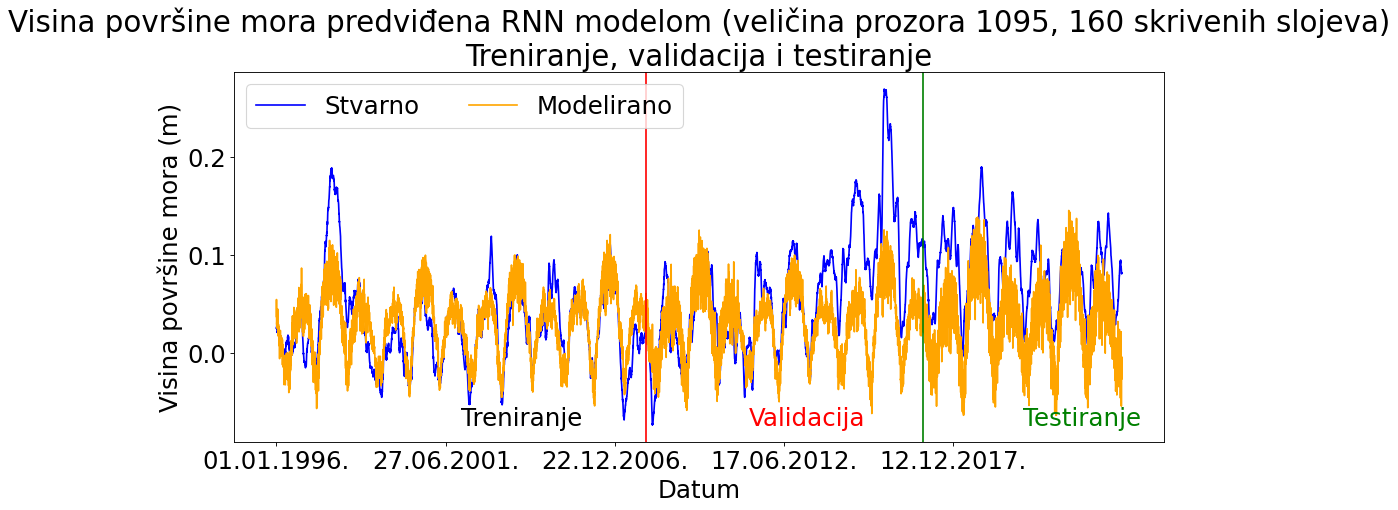 Visina površine mora predviđena RNN modelom (veličina prozora 1095, 160 skrivenih slojeva)
Treniranje, validacija i testiranje
Stvarno
Modelirano
Visina površine mora (m)
0.2
0.1
0.0
Treniranje
Validacija
Testiranje
01.01.1996.
27.06.2001.
22.12.2006.
17.06.2012.
12.12.2017.
Datum